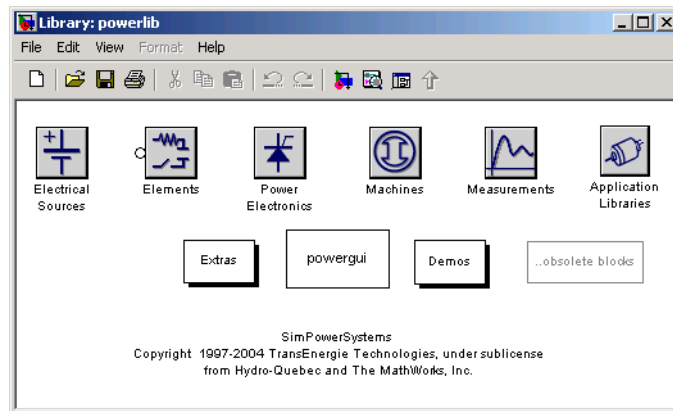 Library: powerlib
File Edit View Format Help
Electrical Sources
Elements
Power Electronics
Machines
Measurements
Application Libraries
Extras
powergui
Demos
..obsolete blocks
SimPowerSystems
Copyright 1997-2004 TransEnergie Technologies, under sublicense
from Hydro-Quebec and The MathWorks, Inc.